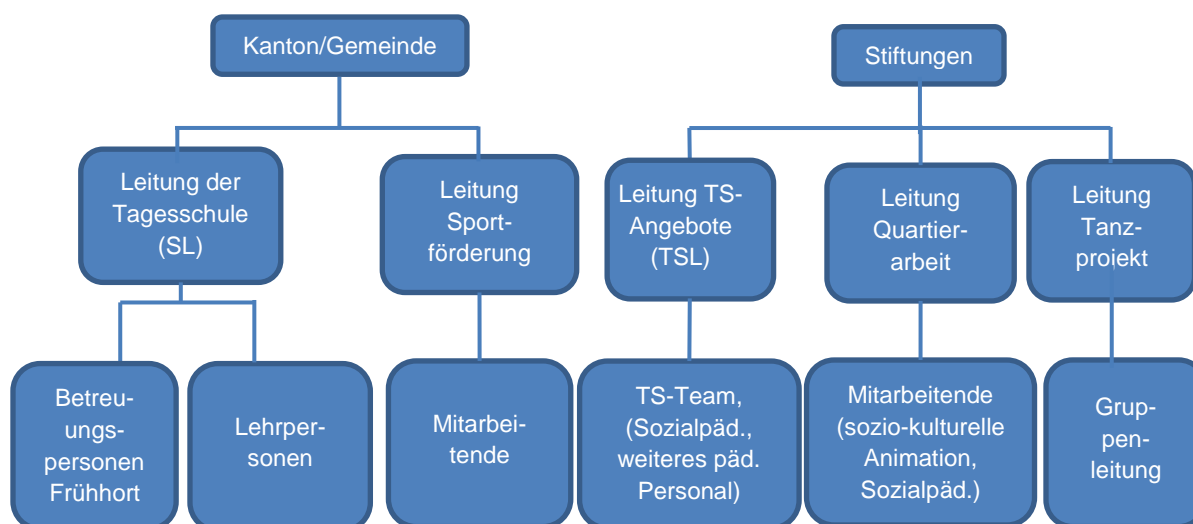 Kanton/Gemeinde
Stiftungen
Leitung der
Tagesschule
(SL)
Leitung
Sport-
förderung
Leitung TS-
Angebote
(TSL)
Leitung
Quartier-
arbeit
Leitung
Tanz-
projekt
Betreu-
ungs-
personen
Frühhort
Lehrper-
sonen
Mitarbei-
tende
TS-Team,
(Sozialpäd.,
weiteres päd.
Personal)
Mitarbeitende
(sozio-kulturelle
Animation,
Sozialpäd.)
Grup-
pen-
leitung